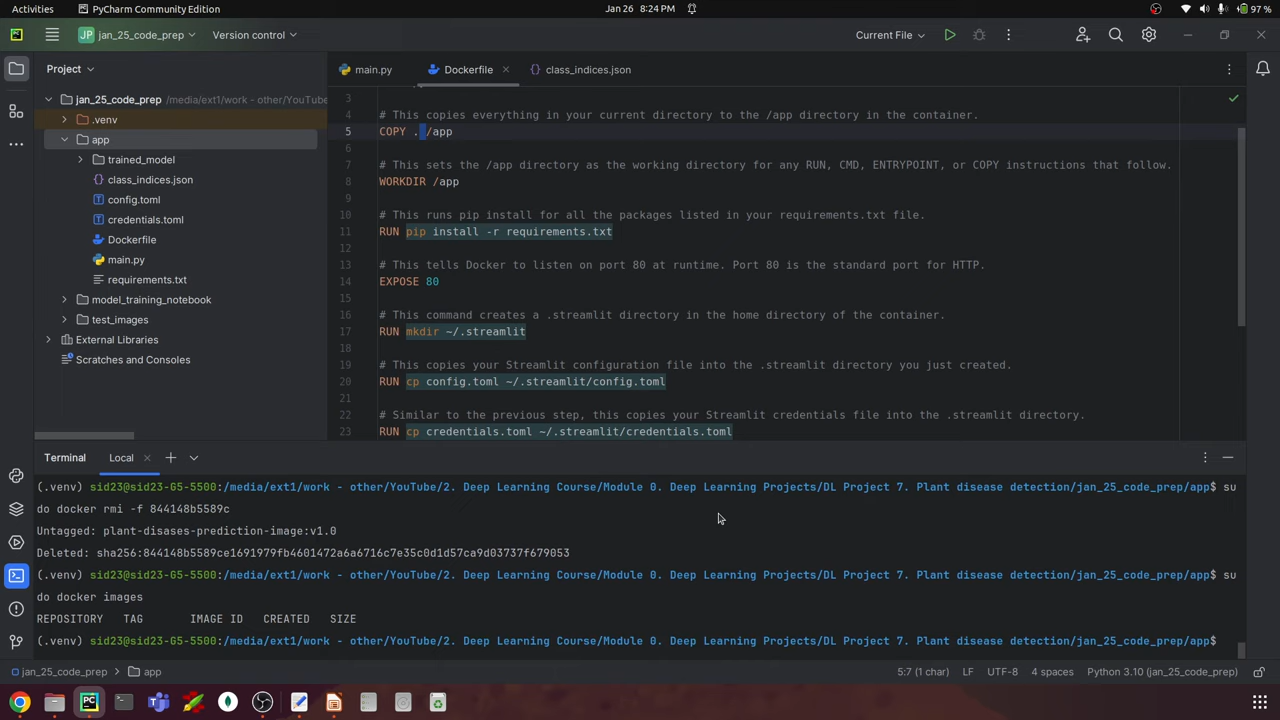 Activities PyCharm Community Edition Jan 26 8:24 PM 97 %
JP jan_25_code_prep Version control Current File
Project main.py Dockerfile class_indices.json
jan_25_code_prep /media/ext1/work - other/YouTube
.venv
app
trained_model
class_indices.json
config.toml
credentials.toml
Dockerfile
main.py
requirements.txt
model_training_notebook
test_images
External Libraries
Scratches and Consoles
3
4 # This copies everything in your current directory to the /app directory in the container.
5 COPY . /app
6
7 # This sets the /app directory as the working directory for any RUN, CMD, ENTRYPOINT, or COPY instructions that follow.
8 WORKDIR /app
9
10 # This runs pip install for all the packages listed in your requirements.txt file.
11 RUN pip install -r requirements.txt
12
13 # This tells Docker to listen on port 80 at runtime. Port 80 is the standard port for HTTP.
14 EXPOSE 80
15
16 # This command creates a .streamlit directory in the home directory of the container.
17 RUN mkdir ~/.streamlit
18
19 # This copies your Streamlit configuration file into the .streamlit directory you just created.
20 RUN cp config.toml ~/.streamlit/config.toml
21
22 # Similar to the previous step, this copies your Streamlit credentials file into the .streamlit directory.
23 RUN cp credentials.toml ~/.streamlit/credentials.toml
Terminal Local
(.venv) sid23@sid23-G5-5500:/media/ext1/work - other/YouTube/2. Deep Learning Course/Module 0. Deep Learning Projects/DL Project 7. Plant disease detection/jan_25_code_prep/app$ su
do docker rmi -f 844148b5589c
Untagged: plant-disases-prediction-image:v1.0
Deleted: sha256:844148b5589ce1691979fb4601472a6a6716c7e35c0d1d57ca9d03737f679053
(.venv) sid23@sid23-G5-5500:/media/ext1/work - other/YouTube/2. Deep Learning Course/Module 0. Deep Learning Projects/DL Project 7. Plant disease detection/jan_25_code_prep/app$ su
do docker images
REPOSITORY TAG IMAGE ID CREATED SIZE
(.venv) sid23@sid23-G5-5500:/media/ext1/work - other/YouTube/2. Deep Learning Course/Module 0. Deep Learning Projects/DL Project 7. Plant disease detection/jan_25_code_prep/app$
jan_25_code_prep > app 5:7 (1 char) LF UTF-8 4 spaces Python 3.10 (jan_25_code_prep)